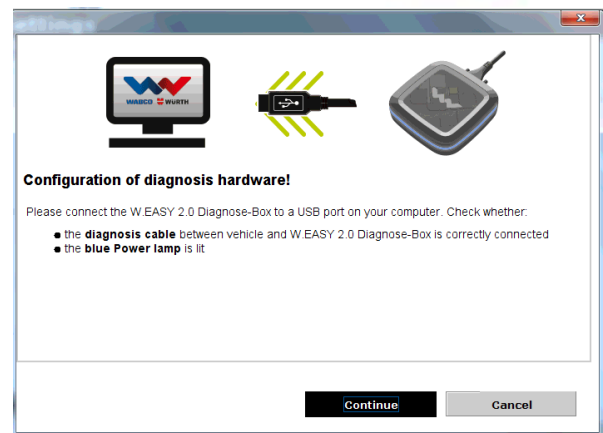 ettings
WABCO WÜRTH
Configuration of diagnosis hardware!
Please connect the W.EASY 2.0 Diagnose-Box to a USB port on your computer. Check whether:
the diagnosis cable between vehicle and W.EASY 2.0 Diagnose-Box is correctly connected
the blue Power lamp is lit
Continue
Cancel